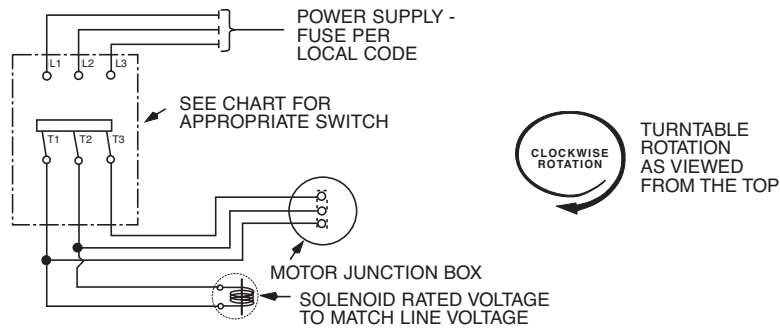 POWER SUPPLY -
FUSE PER
LOCAL CODE
L1 L2 L3
SEE CHART FOR
APPROPRIATE SWITCH
T1 T2 T3
CLOCKWISE
ROTATION
TURNTABLE
ROTATION
AS VIEWED
FROM THE TOP
MOTOR JUNCTION BOX
SOLENOID RATED VOLTAGE
TO MATCH LINE VOLTAGE